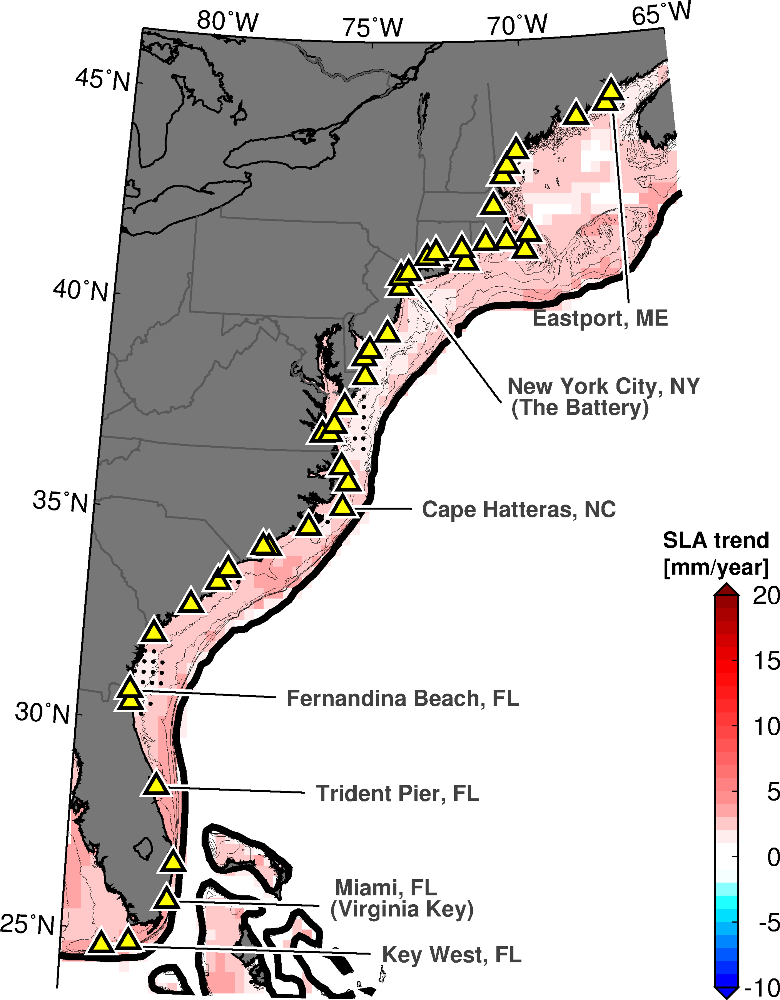 80°W
75°W
70°W
65°W
45°N
40°N
Eastport, ME
New York City, NY
(The Battery)
35°N
Cape Hatteras, NC
SLA trend
[mm/year]
20
15
10
5
0
-5
-10
Fernandina Beach, FL
30°N
Trident Pier, FL
Miami, FL
(Virginia Key)
25°N
Key West, FL